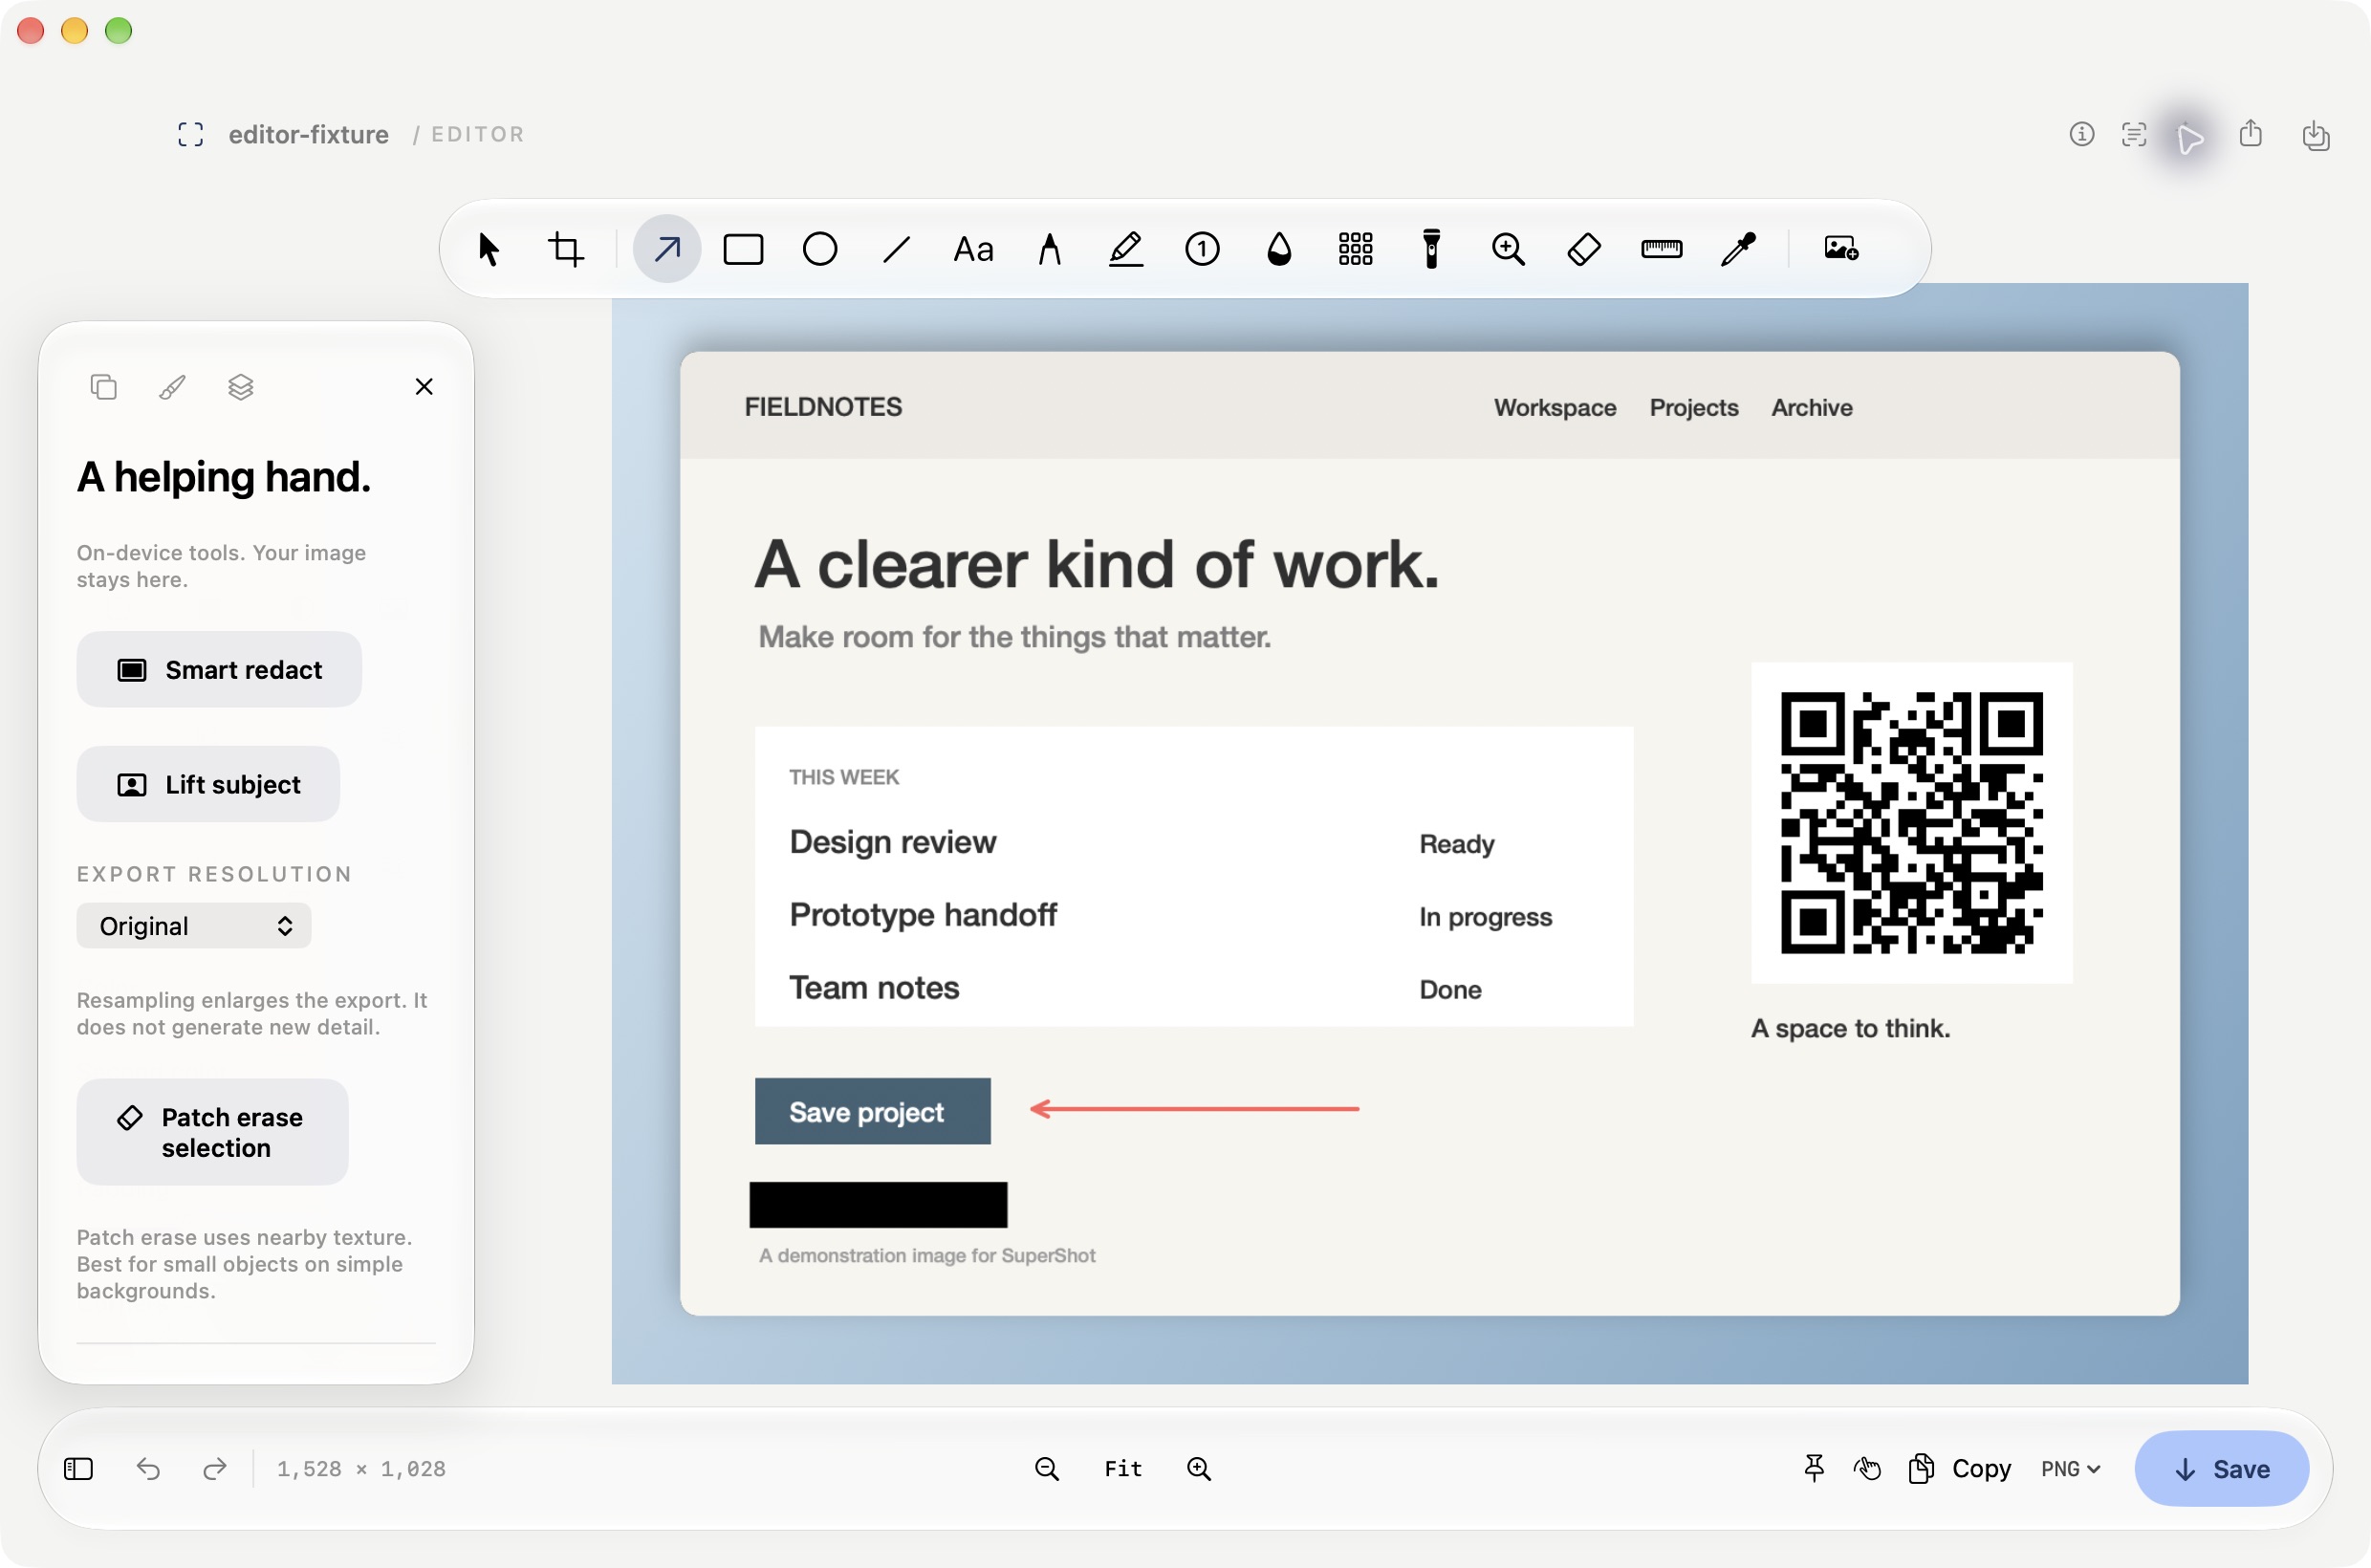 editor-fixture / EDITOR
Aa
1
A helping hand.
On-device tools. Your image
stays here.
Smart redact
Lift subject
EXPORT RESOLUTION
Original
Resampling enlarges the export. It
does not generate new detail.
Patch erase
selection
Patch erase uses nearby texture.
Best for small objects on simple
backgrounds.
FIELDNOTES
Workspace Projects Archive
A clearer kind of work.
Make room for the things that matter.
THIS WEEK
Design review Ready
Prototype handoff In progress
Team notes Done
A space to think.
Save project
A demonstration image for SuperShot
1,528 × 1,028
Fit
Copy
PNG
Save